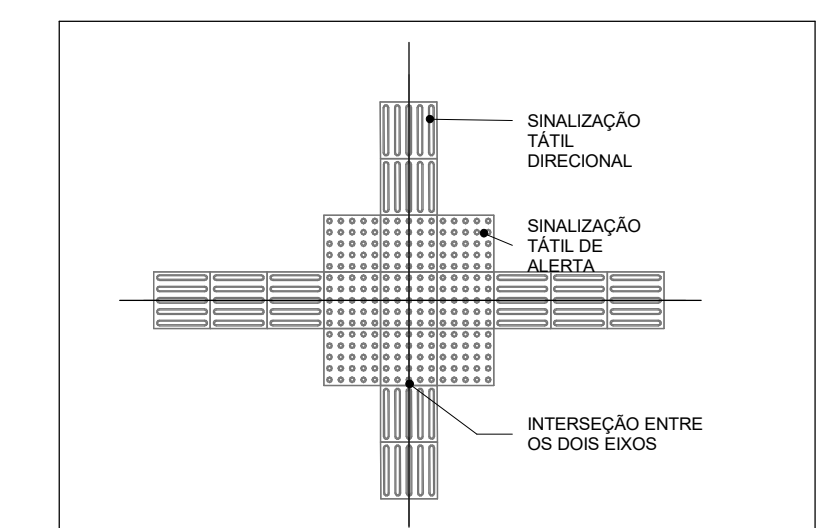 SINALIZAÇÃO
TÁTIL
DIRECIONAL
SINALIZAÇÃO
TÁTIL DE
ALERTA
INTERSEÇÃO ENTRE
OS DOIS EIXOS